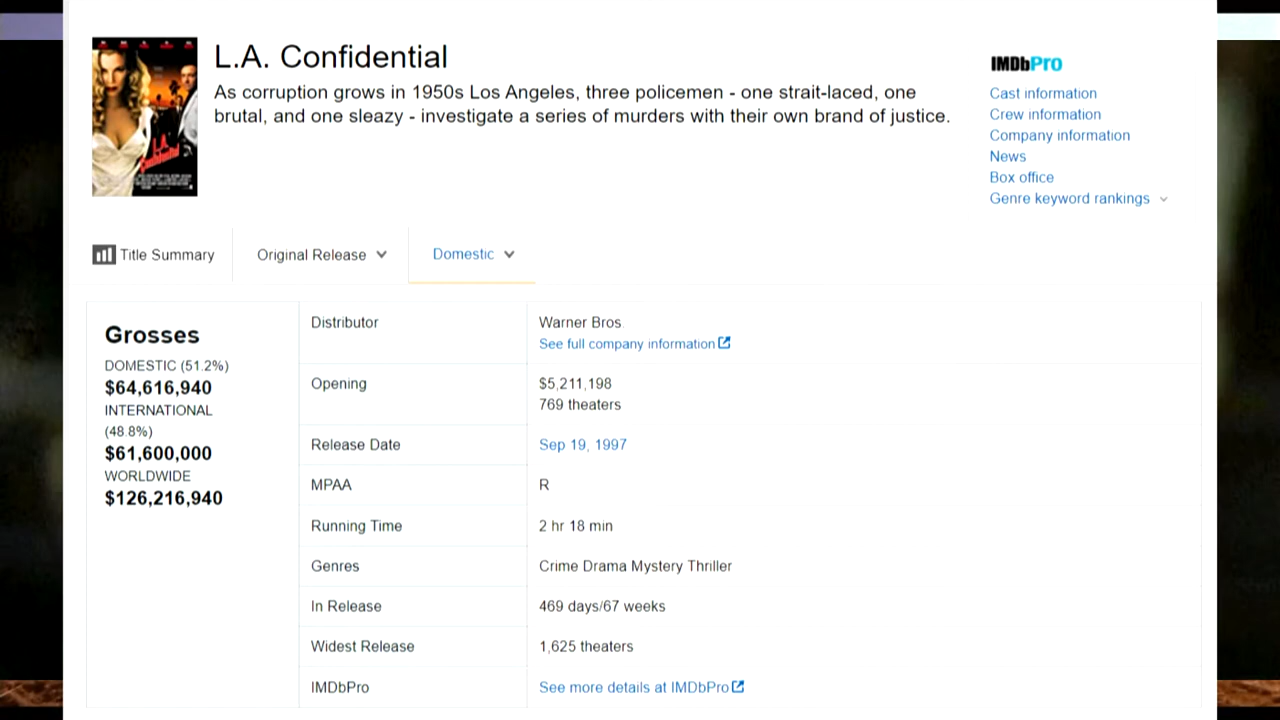 L.A. Confidential
As corruption grows in 1950s Los Angeles, three policemen - one strait-laced, one
brutal, and one sleazy - investigate a series of murders with their own brand of justice.
IMDbPro
Cast information
Crew information
Company information
News
Box office
Genre keyword rankings
L.A.
Confidential
Title Summary
Original Release
Domestic
Grosses
DOMESTIC (51.2%)
$64,616,940
INTERNATIONAL
(48.8%)
$61,600,000
WORLDWIDE
$126,216,940
Distributor
Warner Bros.
See full company information
Opening
$5,211,198
769 theaters
Release Date
Sep 19, 1997
MPAA
R
Running Time
2 hr 18 min
Genres
Crime Drama Mystery Thriller
In Release
469 days/67 weeks
Widest Release
1,625 theaters
IMDbPro
See more details at IMDbPro